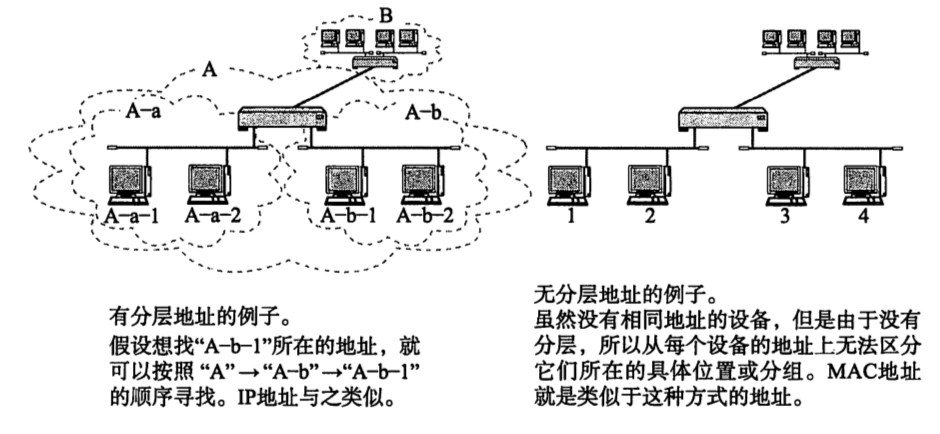 B
A
A-a
A-b
A-a-1
A-a-2
A-b-1
A-b-2
1
2
3
4
有分层地址的例子。
假设想找“A-b-1”所在的地址，就
可以按照 “A”→“A-b”→“A-b-1”
的顺序寻找。IP地址与之类似。
无分层地址的例子。
虽然没有相同地址的设备，但是由于没有
分层，所以从每个设备的地址上无法区分
它们所在的具体位置或分组。MAC地址
就是类似于这种方式的地址。